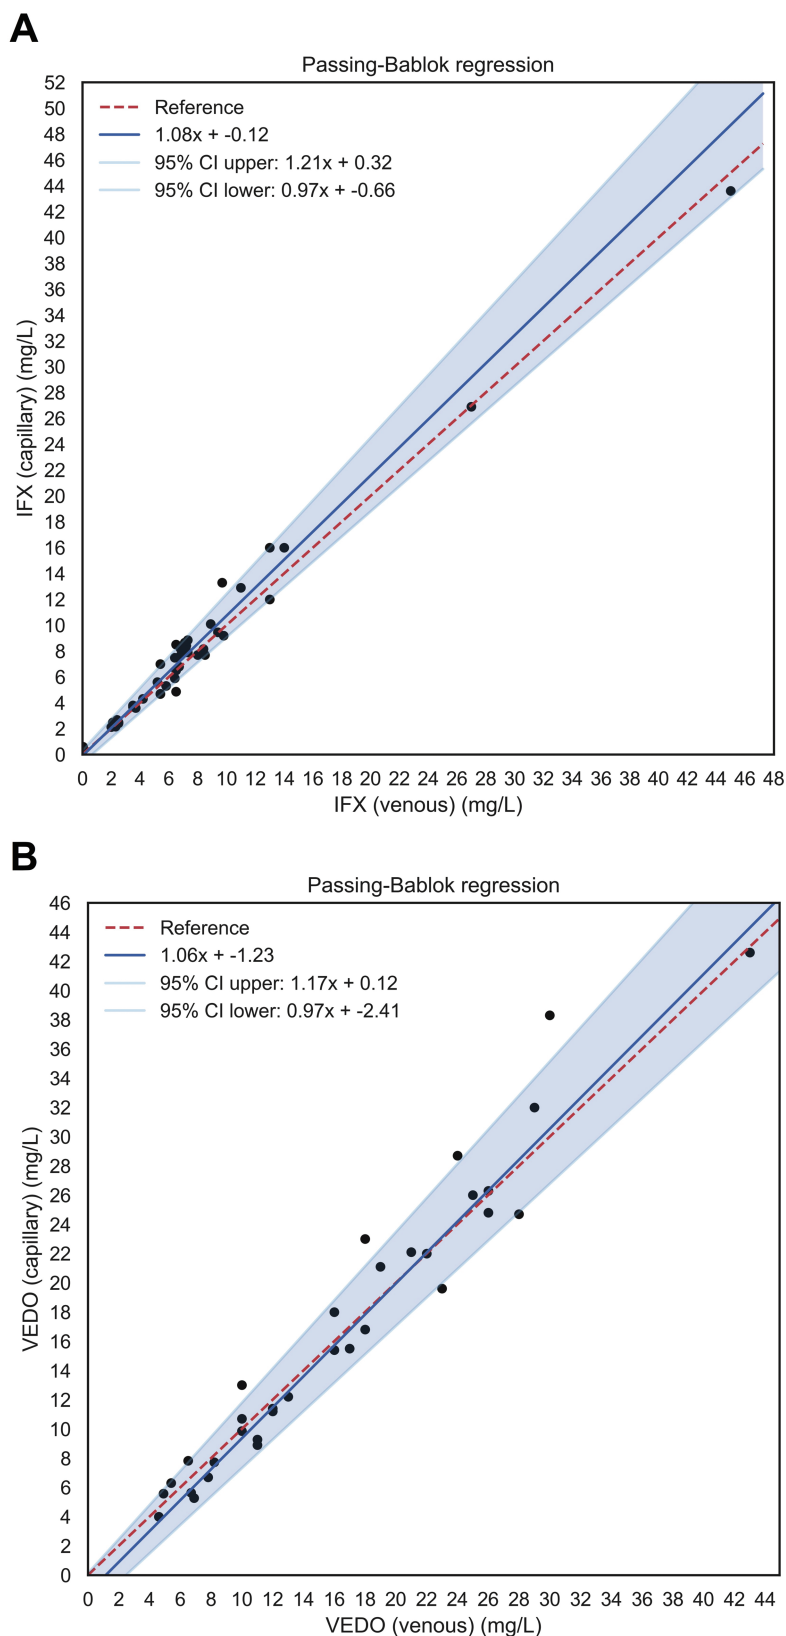 A
Passing-Bablok regression
Reference
1.08x + -0.12
95% CI upper: 1.21x + 0.32
95% CI lower: 0.97x + -0.66
52
50
48
46
44
42
40
38
36
34
32
30
28
26
24
22
20
18
16
14
12
10
8
6
4
2
0
IFX (capillary) (mg/L)
0 2 4 6 8 10 12 14 16 18 20 22 24 26 28 30 32 34 36 38 40 42 44 46 48
IFX (venous) (mg/L)
B
Passing-Bablok regression
Reference
1.06x + -1.23
95% CI upper: 1.17x + 0.12
95% CI lower: 0.97x + -2.41
46
44
42
40
38
36
34
32
30
28
26
24
22
20
18
16
14
12
10
8
6
4
2
0
VEDO (capillary) (mg/L)
0 2 4 6 8 10 12 14 16 18 20 22 24 26 28 30 32 34 36 38 40 42 44
VEDO (venous) (mg/L)